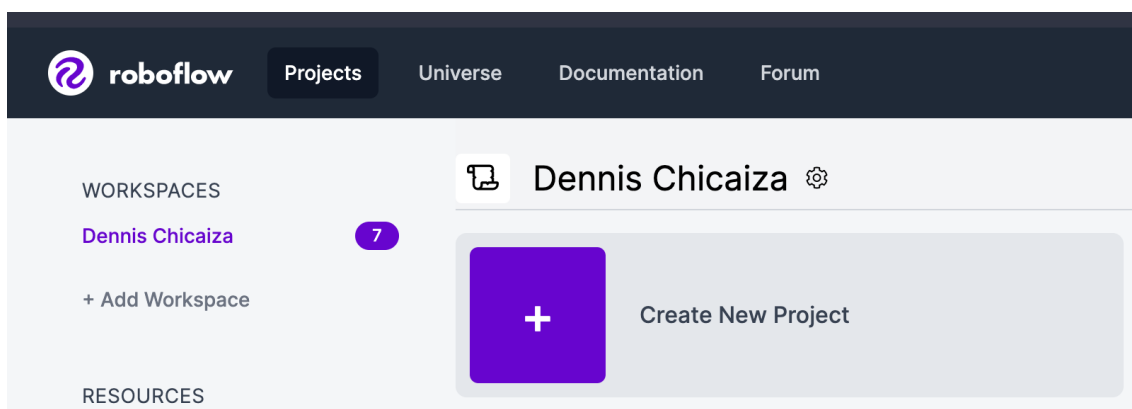 roboflow Projects Universe Documentation Forum
WORKSPACES
Dennis Chicaiza 7
+ Add Workspace
RESOURCES
Dennis Chicaiza
+ Create New Project